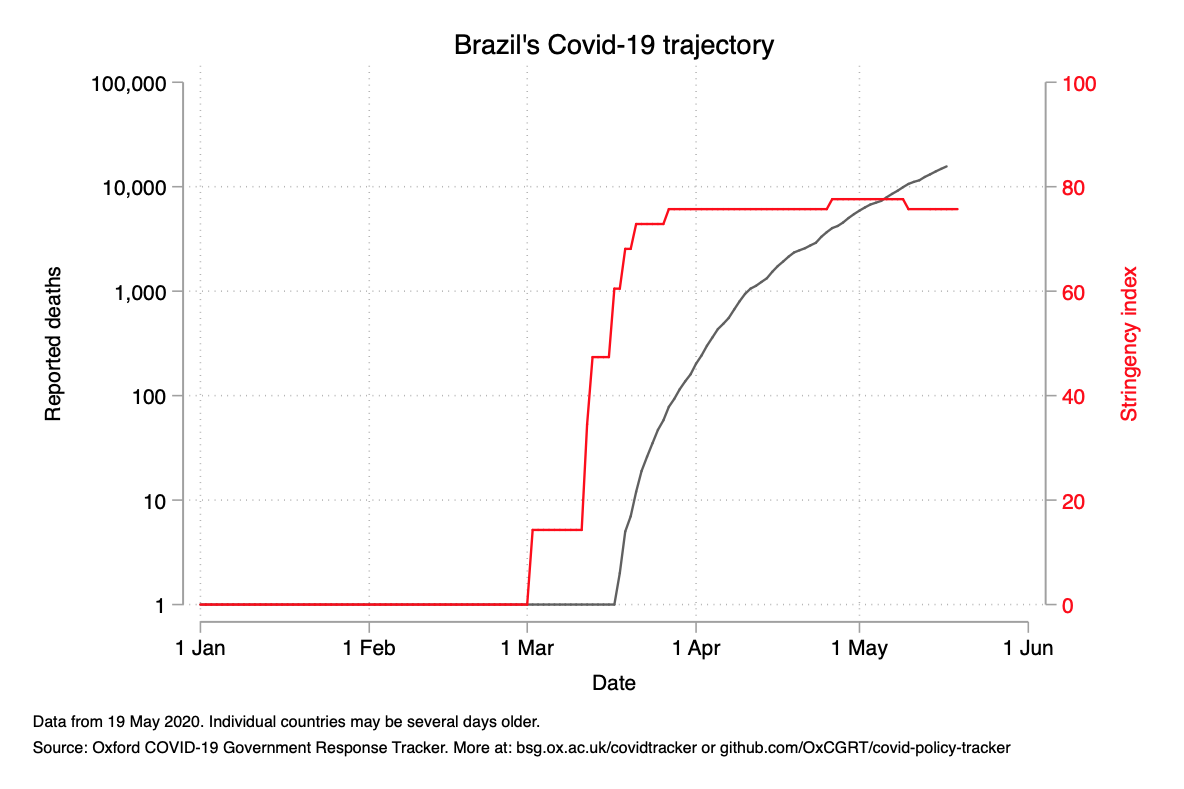 Brazil's Covid-19 trajectory
100,000
10,000
1,000
100
10
1
Reported deaths
100
80
60
40
20
0
Stringency index
1 Jan 1 Feb 1 Mar 1 Apr 1 May 1 Jun
Date
Data from 19 May 2020. Individual countries may be several days older.
Source: Oxford COVID-19 Government Response Tracker. More at: bsg.ox.ac.uk/covidtracker or github.com/OxCGRT/covid-policy-tracker